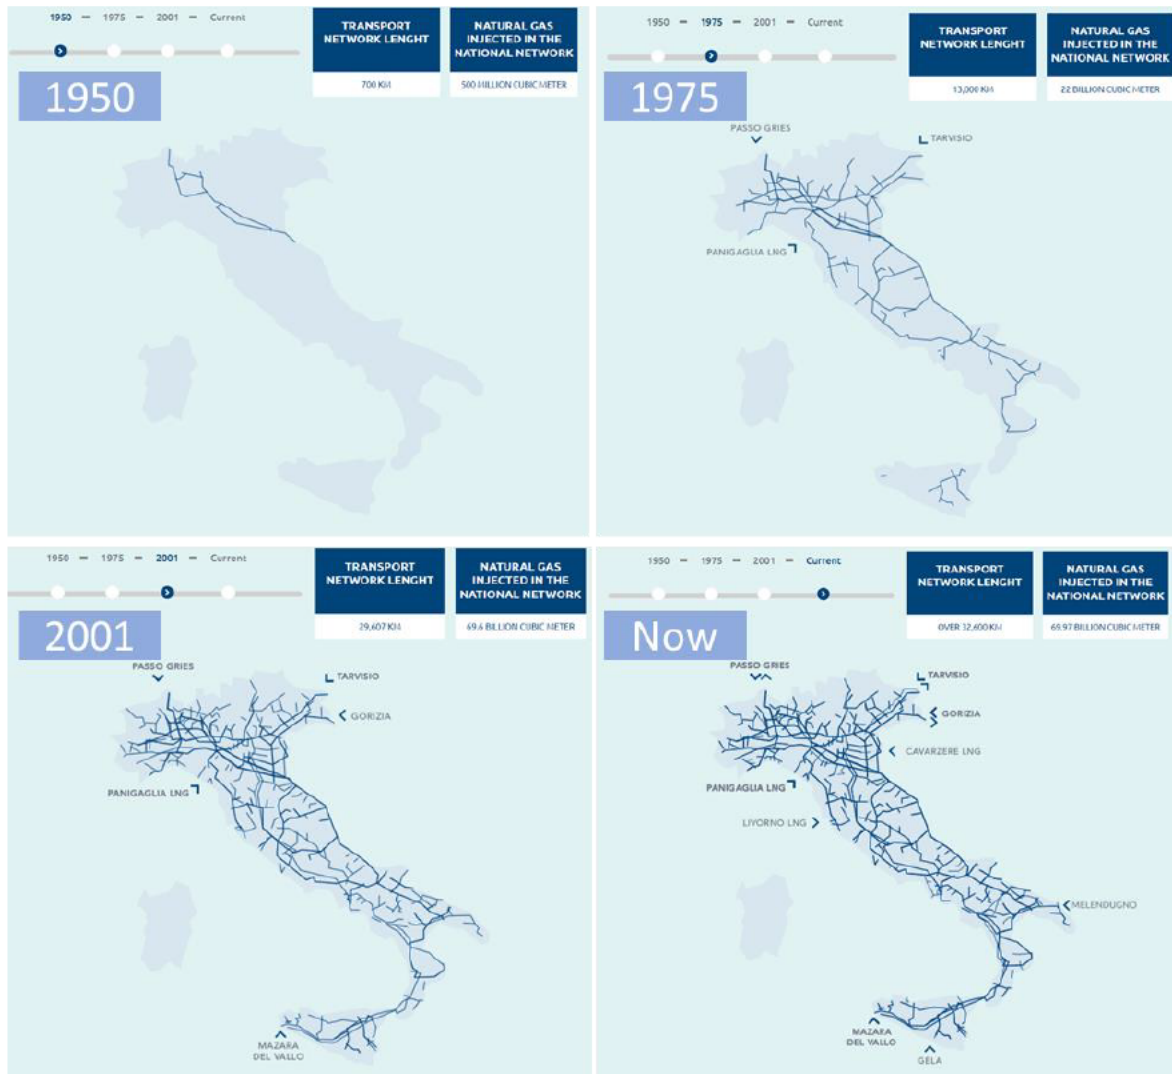 1950 — 1975 — 2001 — Current
TRANSPORT
NETWORK LENGHT
700 KM
NATURAL GAS
INJECTED IN THE
NATIONAL NETWORK
500 MILLION CUBIC METER
1950
1950 — 1975 — 2001 — Current
TRANSPORT
NETWORK LENGHT
13,000 KM
NATURAL GAS
INJECTED IN THE
NATIONAL NETWORK
22 BILLION CUBIC METER
1975
PASSO GRIES
TARVISIO
PANIGAGLIA LNG
1950 — 1975 — 2001 — Current
TRANSPORT
NETWORK LENGHT
29,607 KM
NATURAL GAS
INJECTED IN THE
NATIONAL NETWORK
69.6 BILLION CUBIC METER
2001
PASSO GRIES
TARVISIO
GORIZIA
PANIGAGLIA LNG
MAZARA
DEL VALLO
1950 — 1975 — 2001 — Current
TRANSPORT
NETWORK LENGHT
OVER 32,600 KM
NATURAL GAS
INJECTED IN THE
NATIONAL NETWORK
69.97 BILLION CUBIC METER
Now
PASSO GRIES
TARVISIO
GORIZIA
CAVARZERE LNG
PANIGAGLIA LNG
LIVORNO LNG
MELENDUGNO
MAZARA
DEL VALLO
GELA